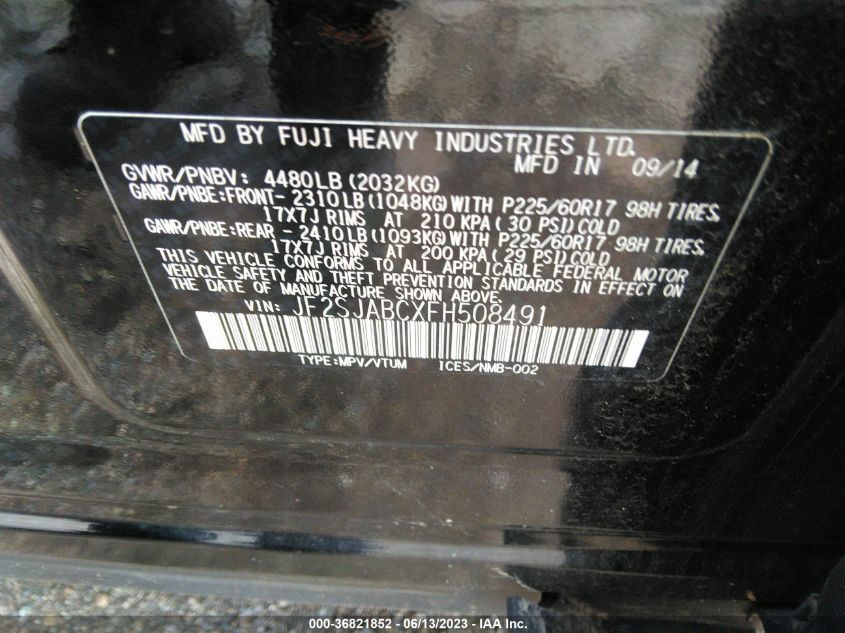 MFD BY FUJI HEAVY INDUSTRIES LTD.
MFD IN 09/14
GVWR/PNBV: 4480LB (2032KG)
GAWR/PNBE:FRONT- 2310LB (1048KG) WITH P225/60R17 98H TIRES,
17X7J RIMS AT 210 KPA ( 30 PSI) COLD
GAWR/PNBE:REAR - 2410LB (1093KG) WITH P225/60R17 98H TIRES,
17X7J RIMS AT 200 KPA ( 29 PSI) COLD
THIS VEHICLE CONFORMS TO ALL APPLICABLE FEDERAL MOTOR
VEHICLE SAFETY AND THEFT PREVENTION STANDARDS IN EFFECT ON
THE DATE OF MANUFACTURE SHOWN ABOVE.
VIN: JF2SJABCXFH508491
TYPE:MPV/VTUM ICES/NMB-002
000-36821852 - 06/13/2023 - IAA Inc.